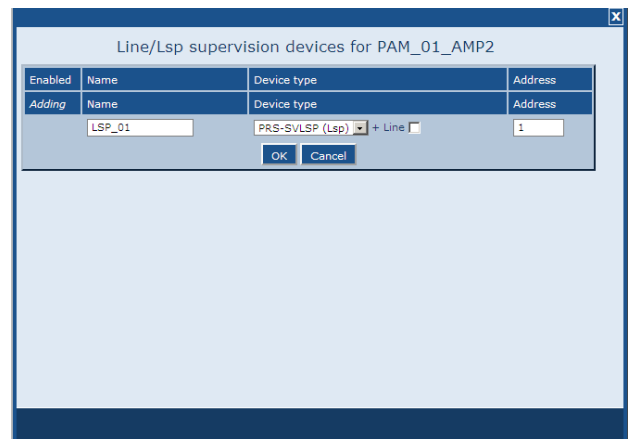 X
Line/Lsp supervision devices for PAM_01_AMP2
Enabled Name Device type Address
Adding Name Device type Address
LSP_01 PRS-SVLSP (Lsp) + Line 1
OK Cancel